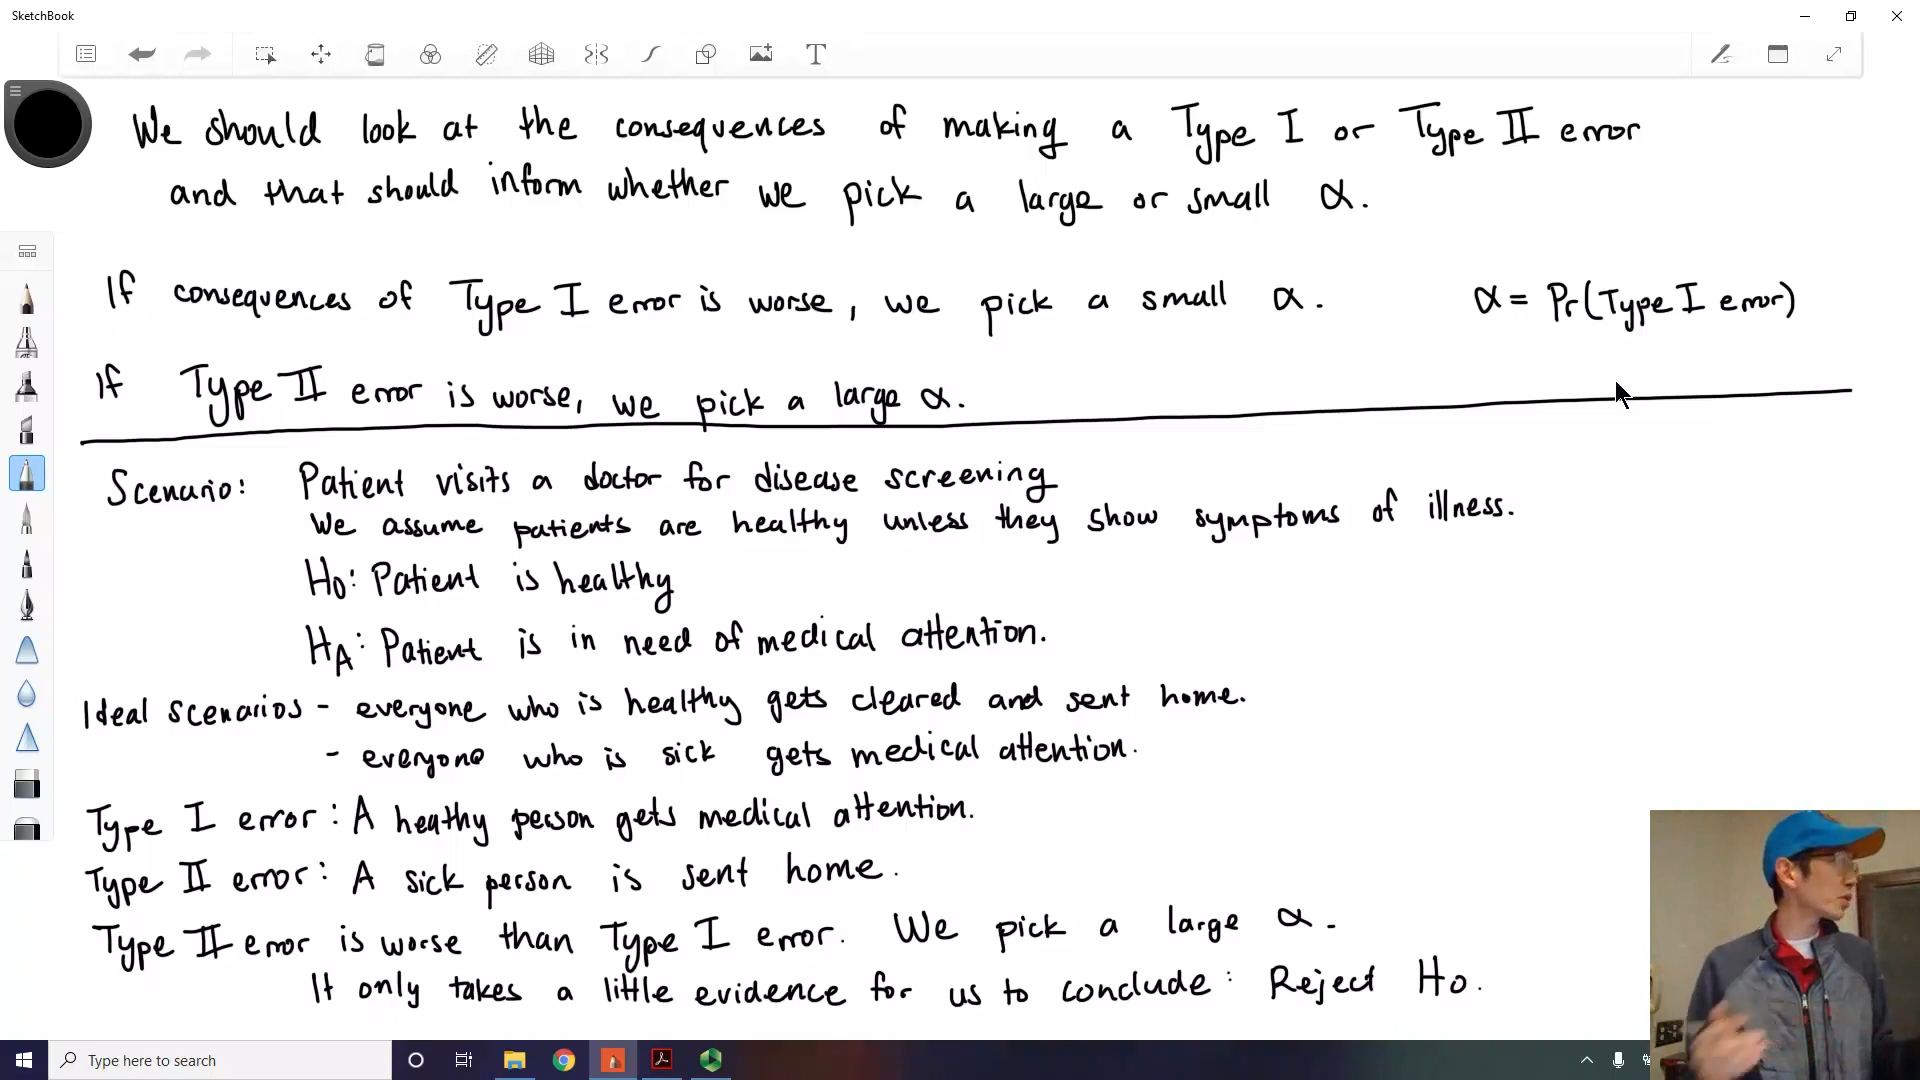 SketchBook
We should look at the consequences of making a Type I or Type II error
and that should inform whether we pick a large or small α.
If consequences of Type I error is worse, we pick a small α. α = Pr(Type I error)
If Type II error is worse, we pick a large α.
Scenario: Patient visits a doctor for disease screening
We assume patients are healthy unless they show symptoms of illness.
H0: Patient is healthy
HA: Patient is in need of medical attention.
Ideal Scenarios - everyone who is healthy gets cleared and sent home.
- everyone who is sick gets medical attention.
Type I error: A heathy person gets medical attention.
Type II error: A sick person is sent home.
Type II error is worse than Type I error. We pick a large α.
It only takes a little evidence for us to conclude: Reject H0.
Type here to search